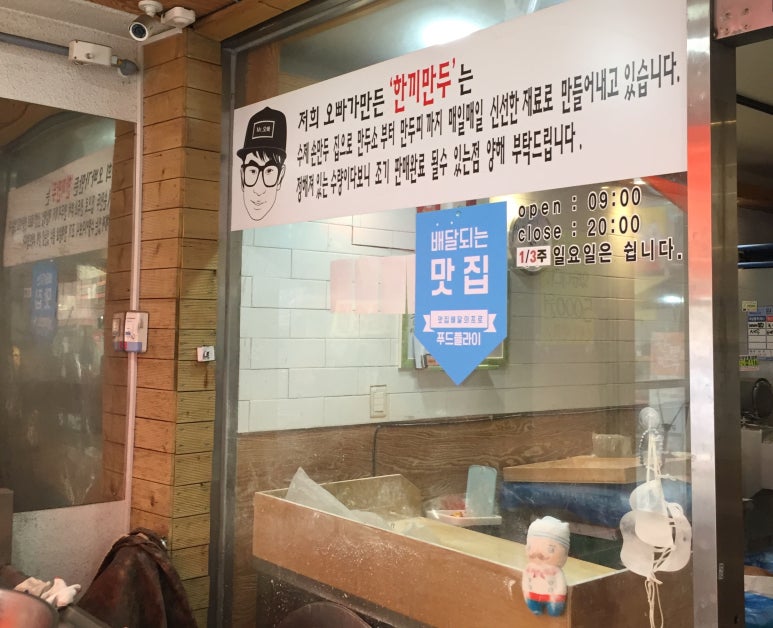 저희 오빠가만든 '한끼만두'는
수제 손만두 집으로 만두소 부터 만두피 까지 매일매일 신선한 재료로 만들어내고 있습니다.
정해져 있는 수량이다보니 조기 판매완료 될수 있는점 양해 부탁드립니다.
Mr.오빠
open : 09:00
close : 20:00
1/3주 일요일은 쉽니다.
배달되는
맛집
맛집배달의프로
푸드플라이